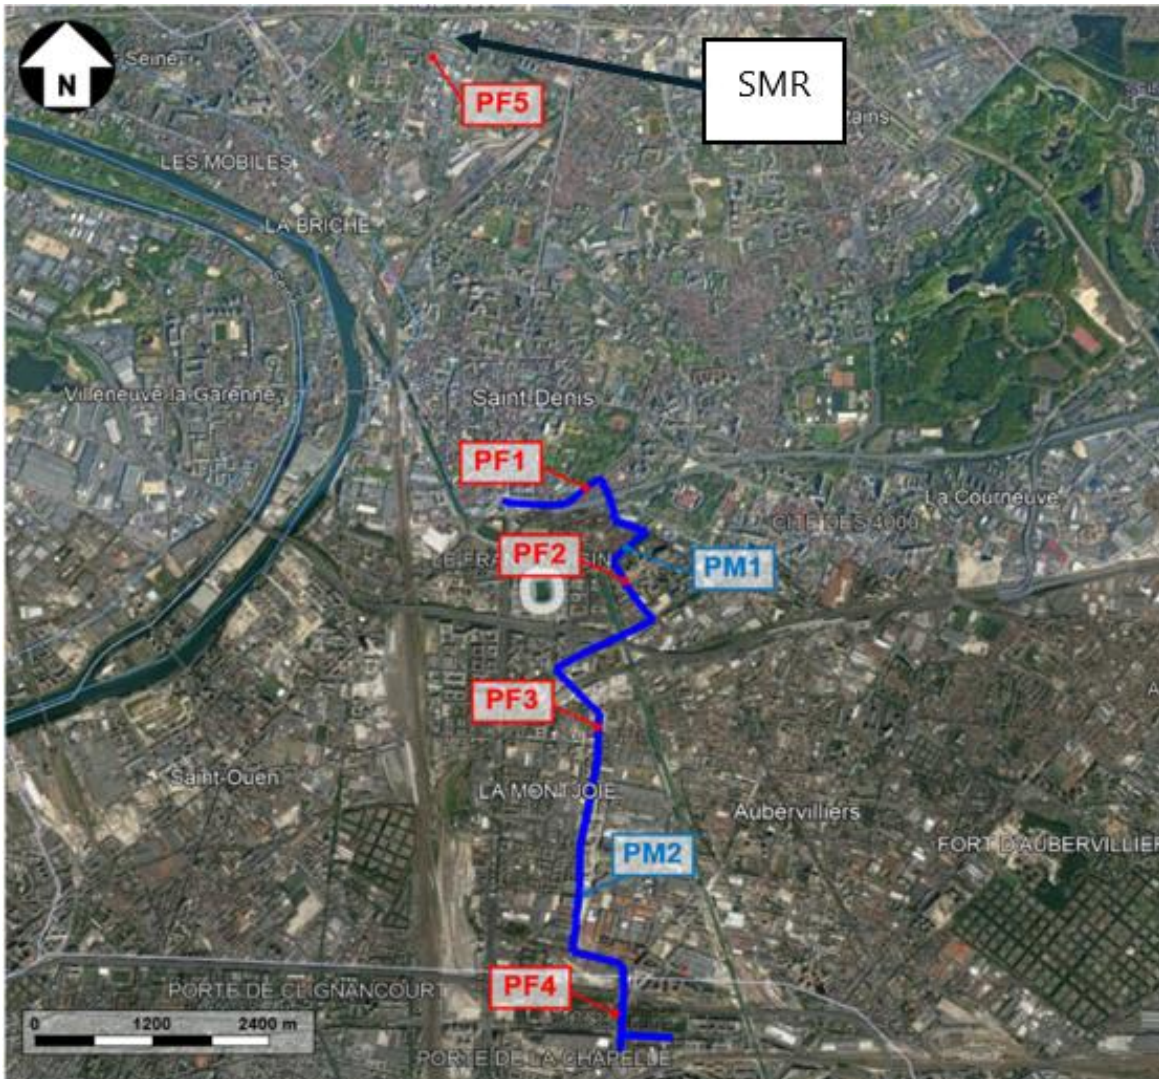 N
Seine
SMR
PF5
tains
LES MOBILES
LA BRICHE
Villeneuve-la-Garenne
Saint-Denis
PF1
La Courneuve
CITE DES 4000
PF2
PM1
PF3
Saint-Ouen
LA MONTJOIE
Aubervilliers
PM2
FORT D'AUBERVILLIER
PF4
PORTE DE CLIGNANCOURT
0 1200 2400 m
PORTE DE LA CHAPELLE